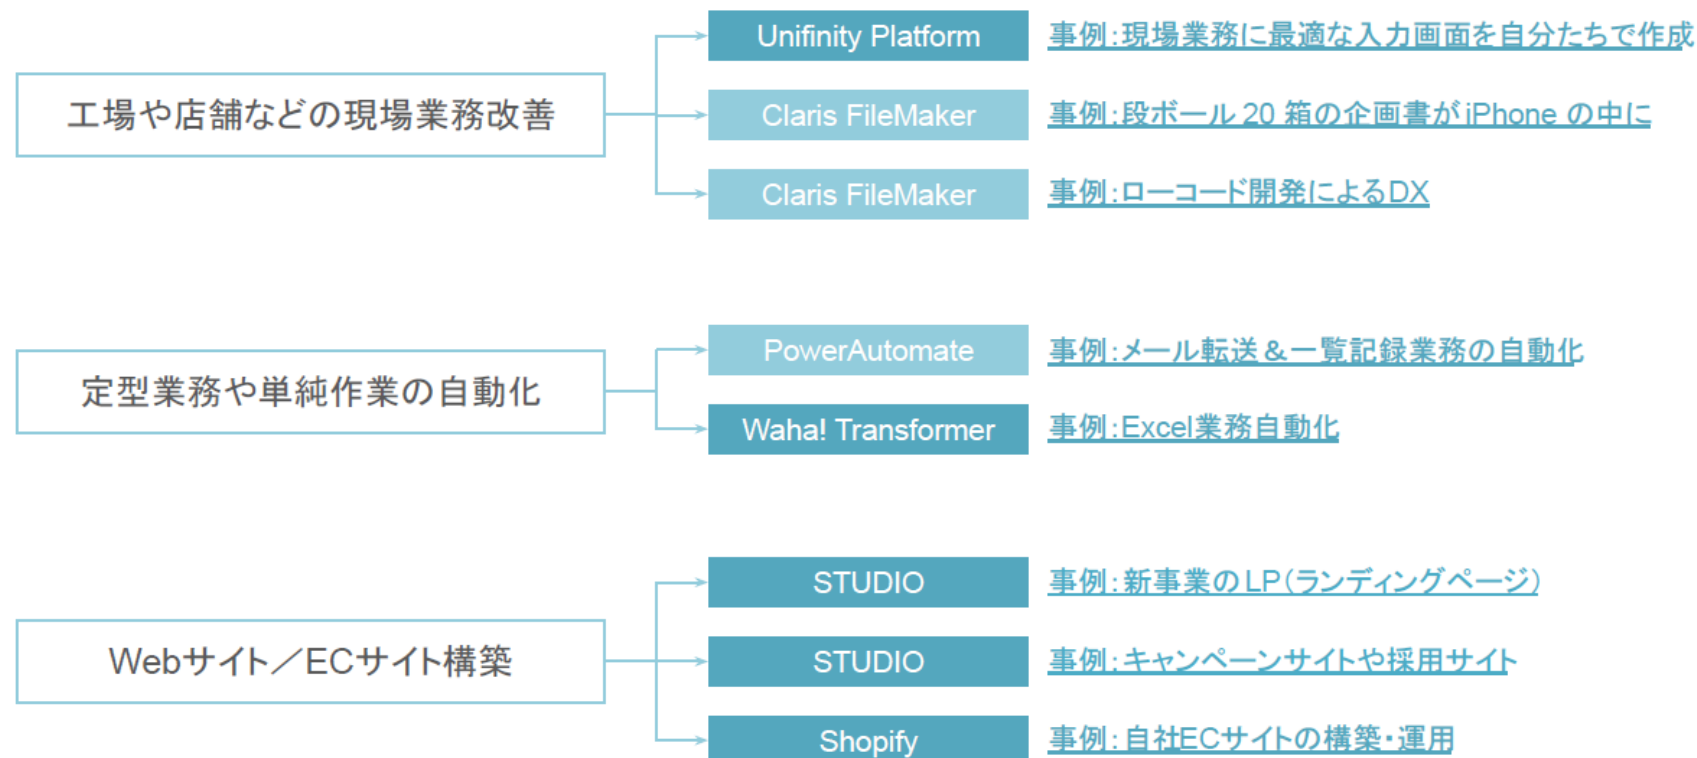 工場や店舗などの現場業務改善
Unifinity Platform 事例:現場業務に最適な入力画面を自分たちで作成
Claris FileMaker 事例:段ボール 20 箱の企画書が iPhone の中に
Claris FileMaker 事例:ローコード開発によるDX
定型業務や単純作業の自動化
PowerAutomate 事例:メール転送&一覧記録業務の自動化
Waha! Transformer 事例:Excel業務自動化
Webサイト／ECサイト構築
STUDIO 事例:新事業のLP(ランディングページ)
STUDIO 事例:キャンペーンサイトや採用サイト
Shopify 事例:自社ECサイトの構築・運用